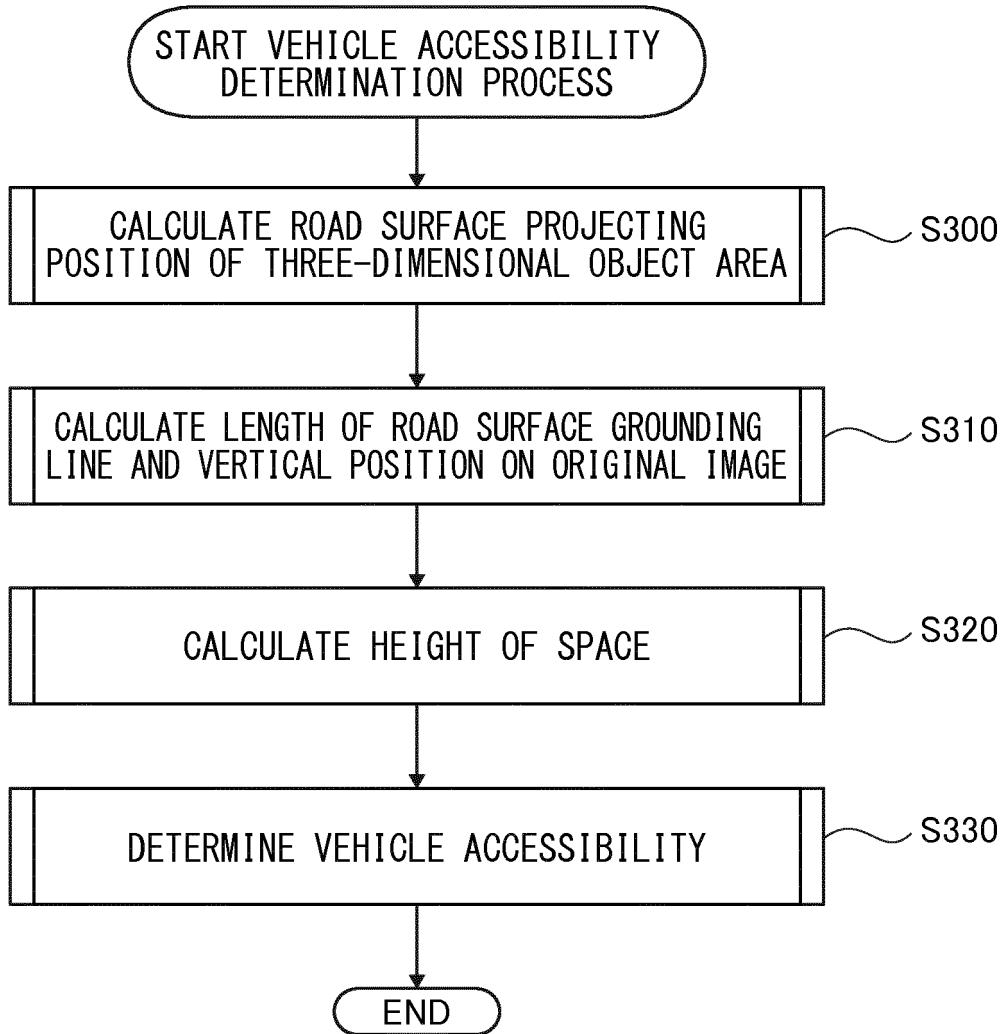 START VEHICLE ACCESSIBILITY
DETERMINATION PROCESS
CALCULATE ROAD SURFACE PROJECTING
POSITION OF THREE-DIMENSIONAL OBJECT AREA
S300
CALCULATE LENGTH OF ROAD SURFACE GROUNDING
LINE AND VERTICAL POSITION ON ORIGINAL IMAGE
S310
CALCULATE HEIGHT OF SPACE
S320
DETERMINE VEHICLE ACCESSIBILITY
S330
END